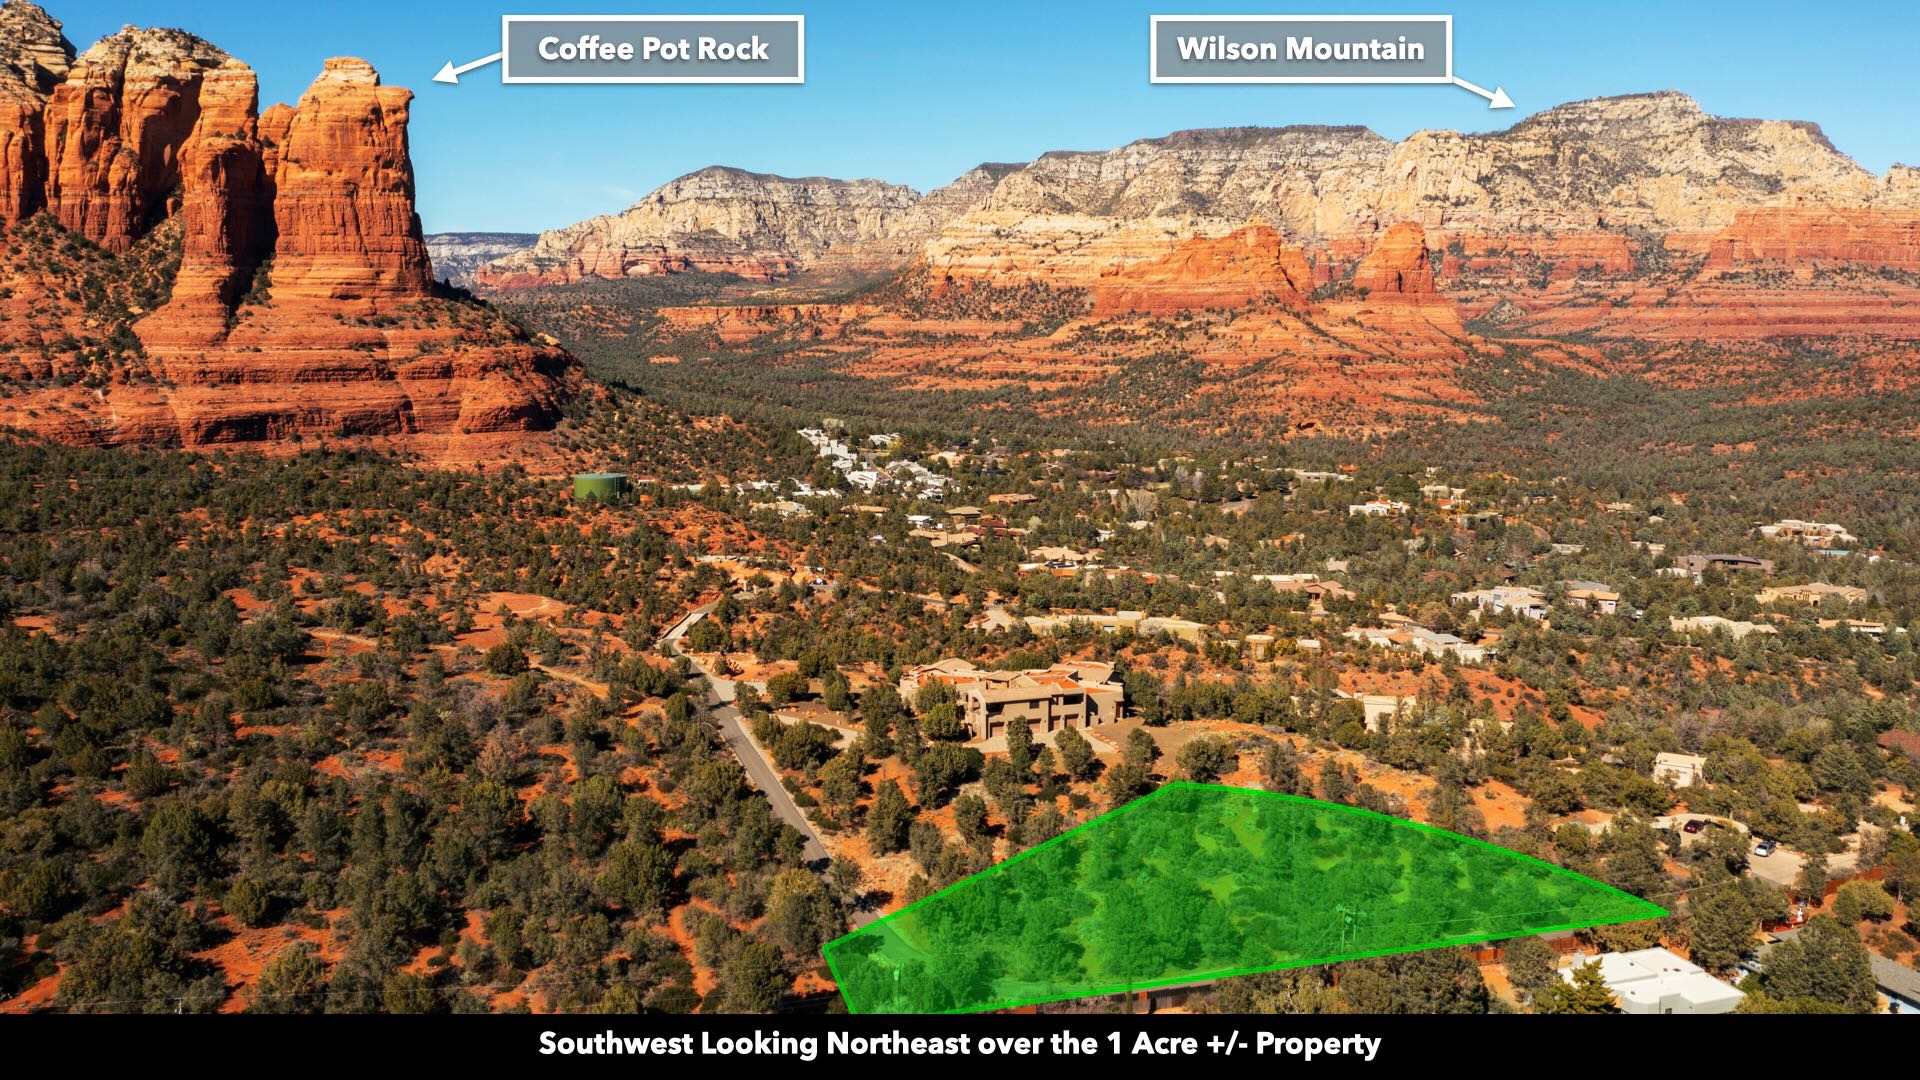 Coffee Pot Rock
Wilson Mountain
Southwest Looking Northeast over the 1 Acre +/- Property